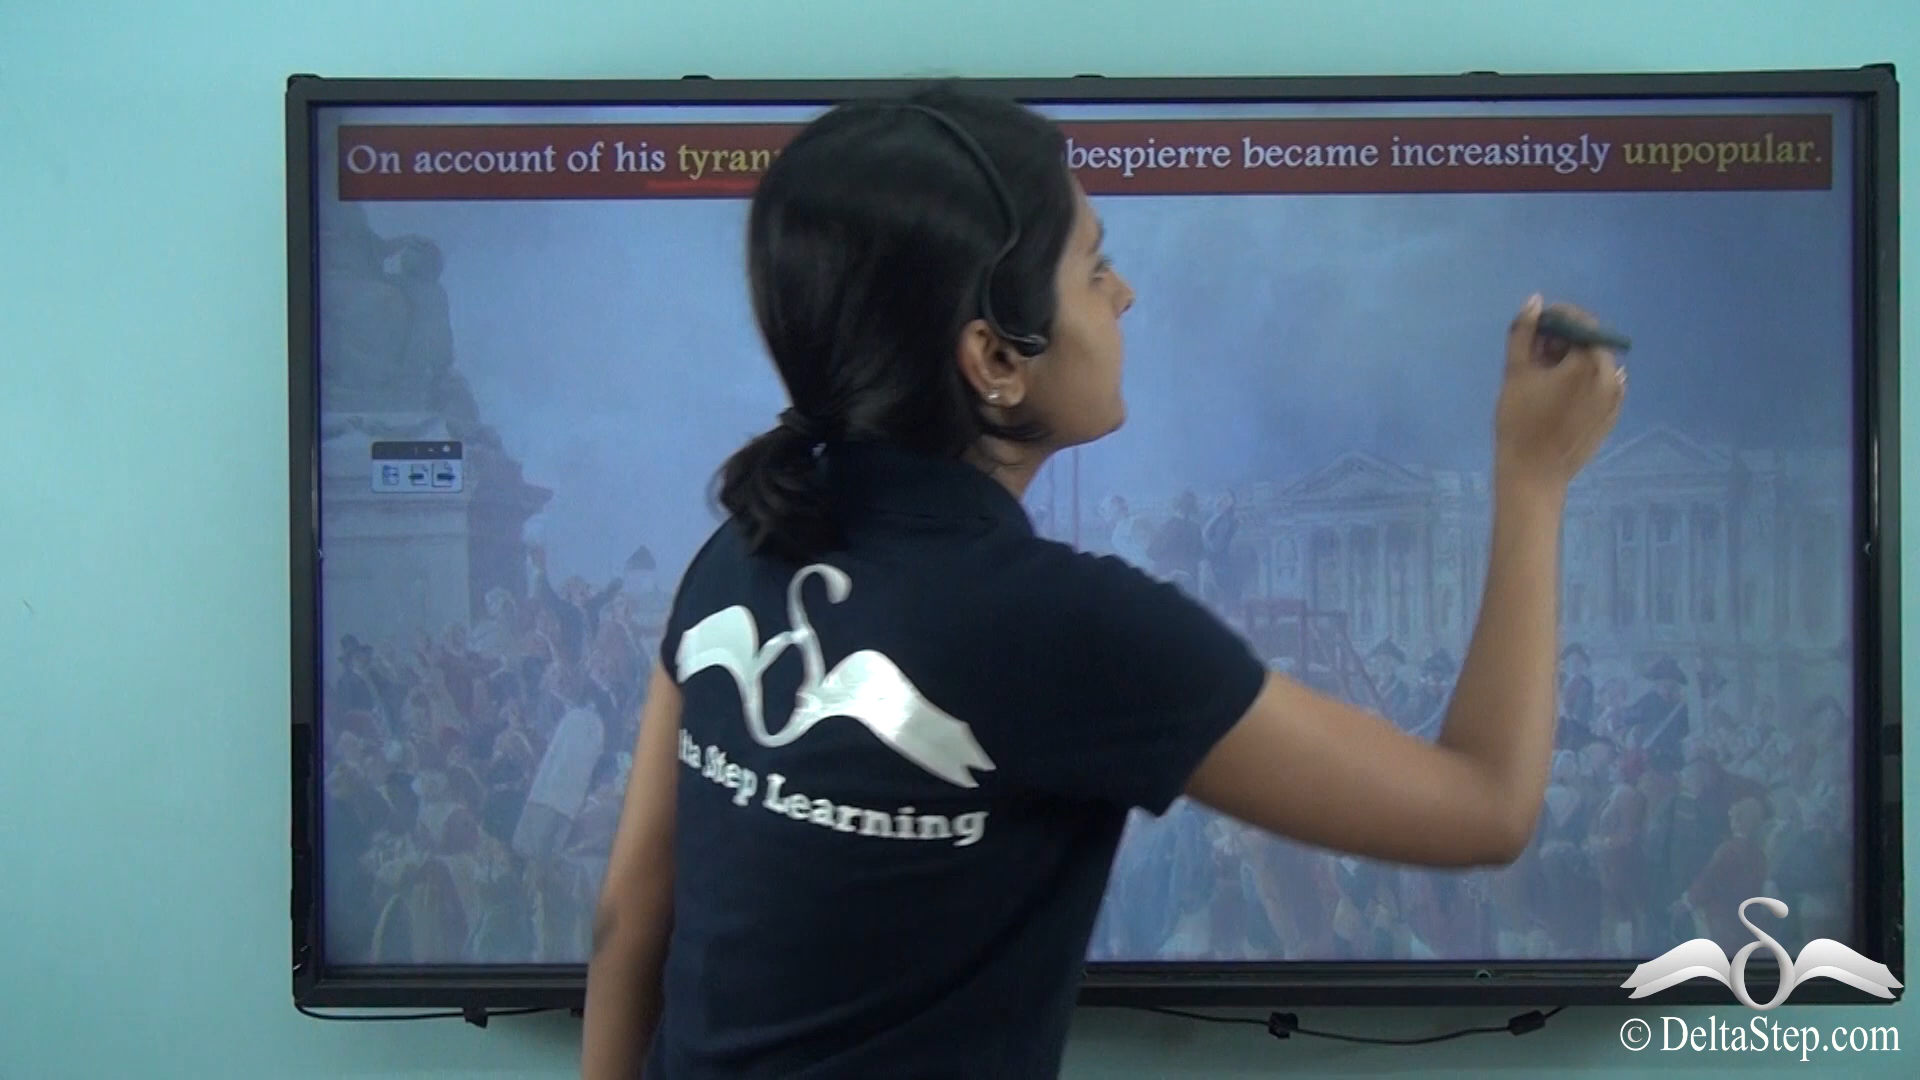 On account of his tyran bespierre became increasingly unpopular.
lta Step Learning
© DeltaStep.com